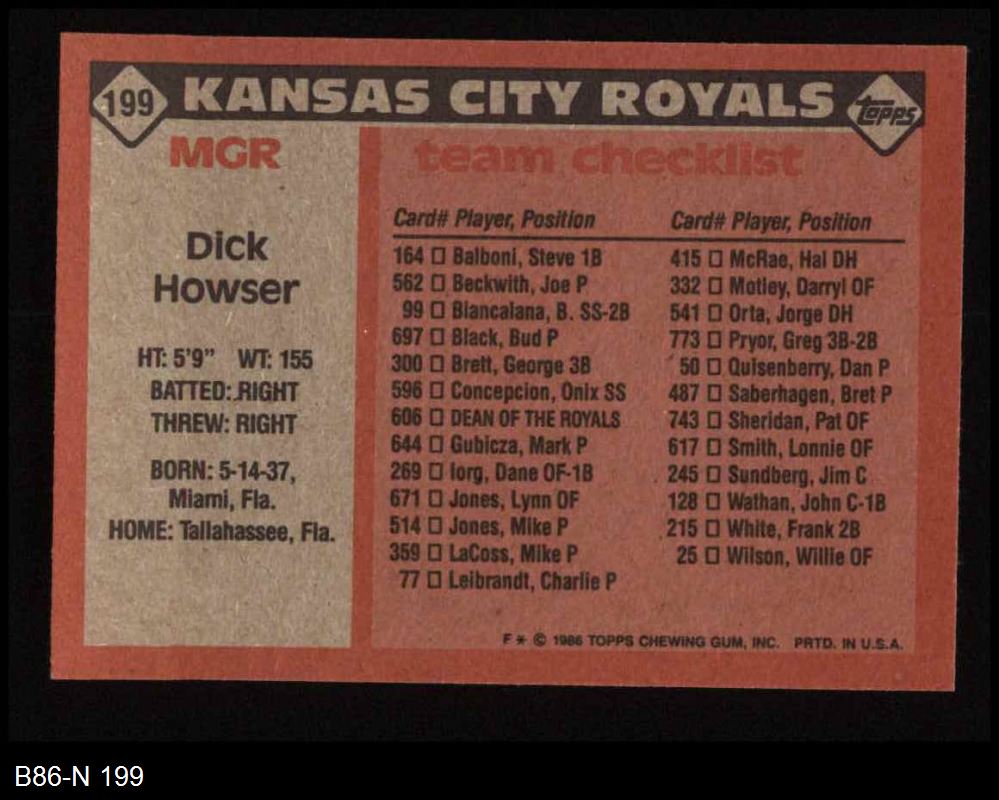 199 KANSAS CITY ROYALS topps
MGR
Dick
Howser
HT: 5'9" WT: 155
BATTED: RIGHT
THREW: RIGHT
BORN: 5-14-37,
Miami, Fla.
HOME: Tallahassee, Fla.
team checklist
Card# Player, Position
164 ☐ Balboni, Steve 1B
562 ☐ Beckwith, Joe P
99 ☐ Biancalana, B. SS-2B
697 ☐ Black, Bud P
300 ☐ Brett, George 3B
596 ☐ Concepcion, Onix SS
606 ☐ DEAN OF THE ROYALS
644 ☐ Gubicza, Mark P
269 ☐ Iorg, Dane OF-1B
671 ☐ Jones, Lynn OF
514 ☐ Jones, Mike P
359 ☐ LaCoss, Mike P
77 ☐ Leibrandt, Charlie P
Card# Player, Position
415 ☐ McRae, Hal DH
332 ☐ Motley, Darryl OF
541 ☐ Orta, Jorge DH
773 ☐ Pryor, Greg 3B-2B
50 ☐ Quisenberry, Dan P
487 ☐ Saberhagen, Bret P
743 ☐ Sheridan, Pat OF
617 ☐ Smith, Lonnie OF
245 ☐ Sundberg, Jim C
128 ☐ Wathan, John C-1B
215 ☐ White, Frank 2B
25 ☐ Wilson, Willie OF
F * © 1986 TOPPS CHEWING GUM, INC. PRTD. IN U.S.A.
B86-N 199